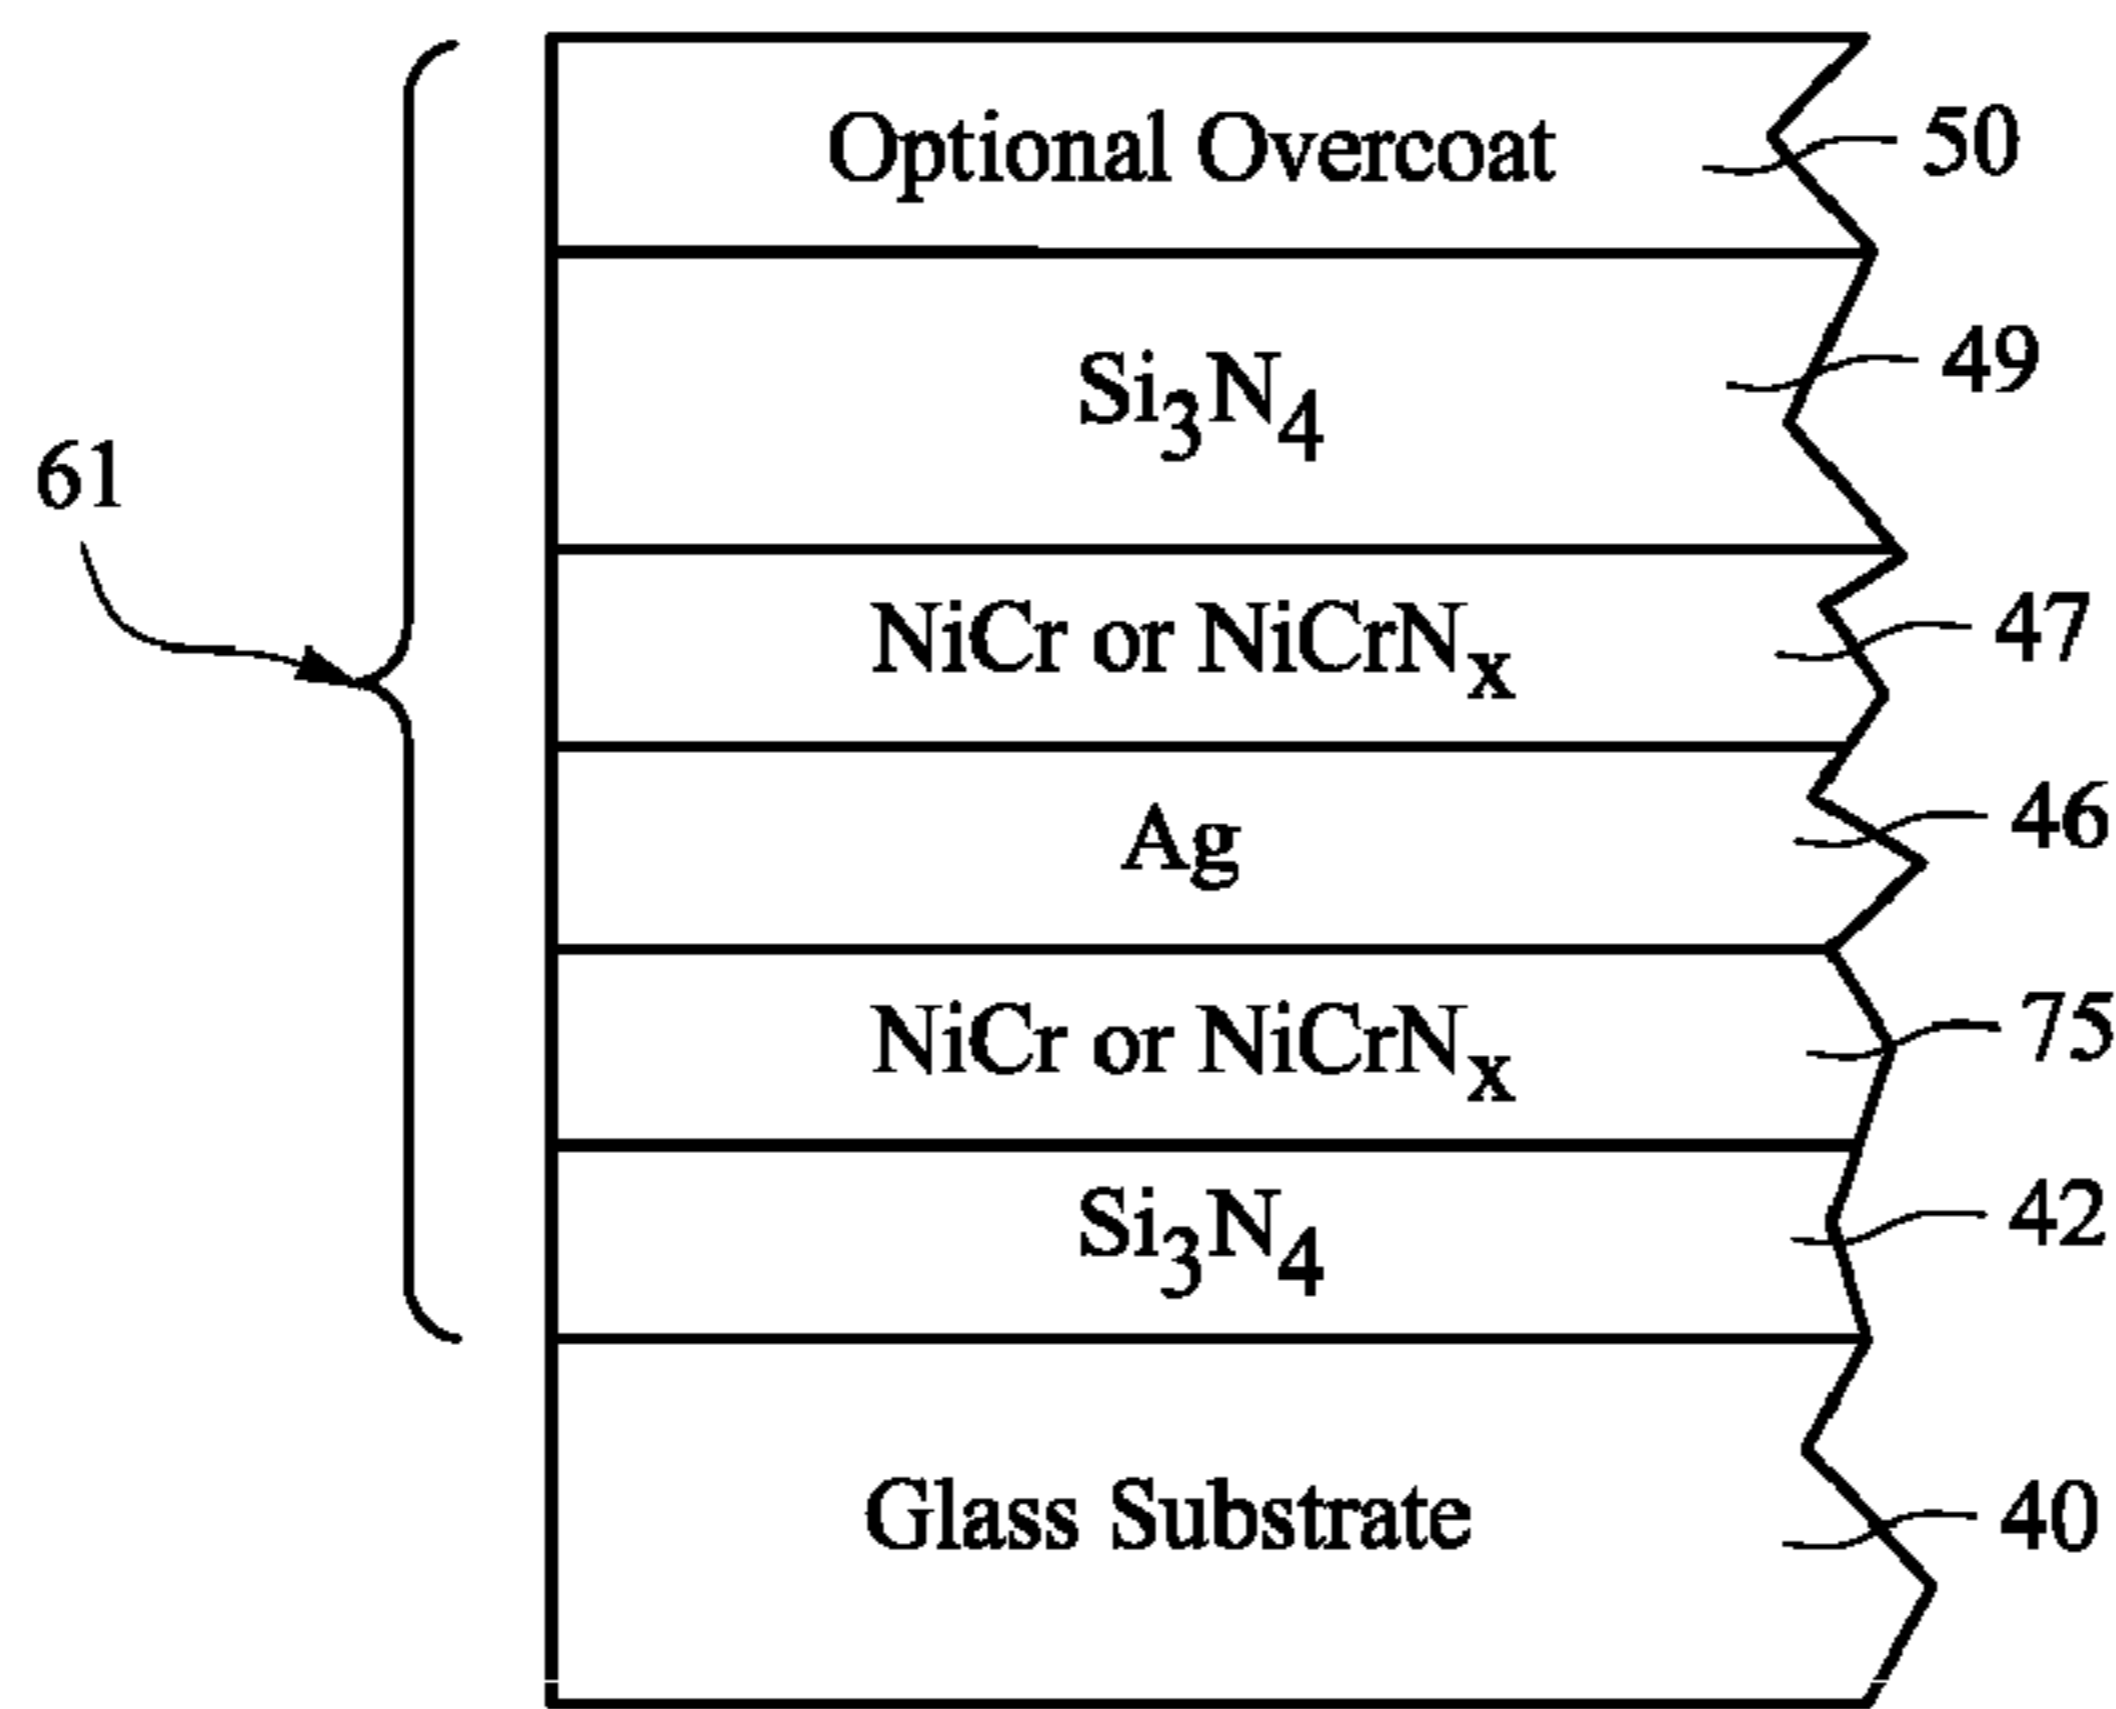 Optional Overcoat 50
Si₃N₄ 49
61
NiCr or NiCrNₓ 47
Ag 46
NiCr or NiCrNₓ 75
Si₃N₄ 42
Glass Substrate 40